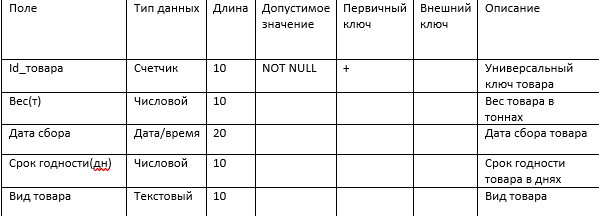 Поле Тип данных Длина Допустимое значение Первичный ключ Внешний ключ Описание
Id_товара Счетчик 10 NOT NULL + Универсальный ключ товара
Вес(т) Числовой 10 Вес товара в тоннах
Дата сбора Дата/время 20 Дата сбора товара
Срок годности(дн) Числовой 10 Срок годности товара в днях
Вид товара Текстовый 10 Вид товара